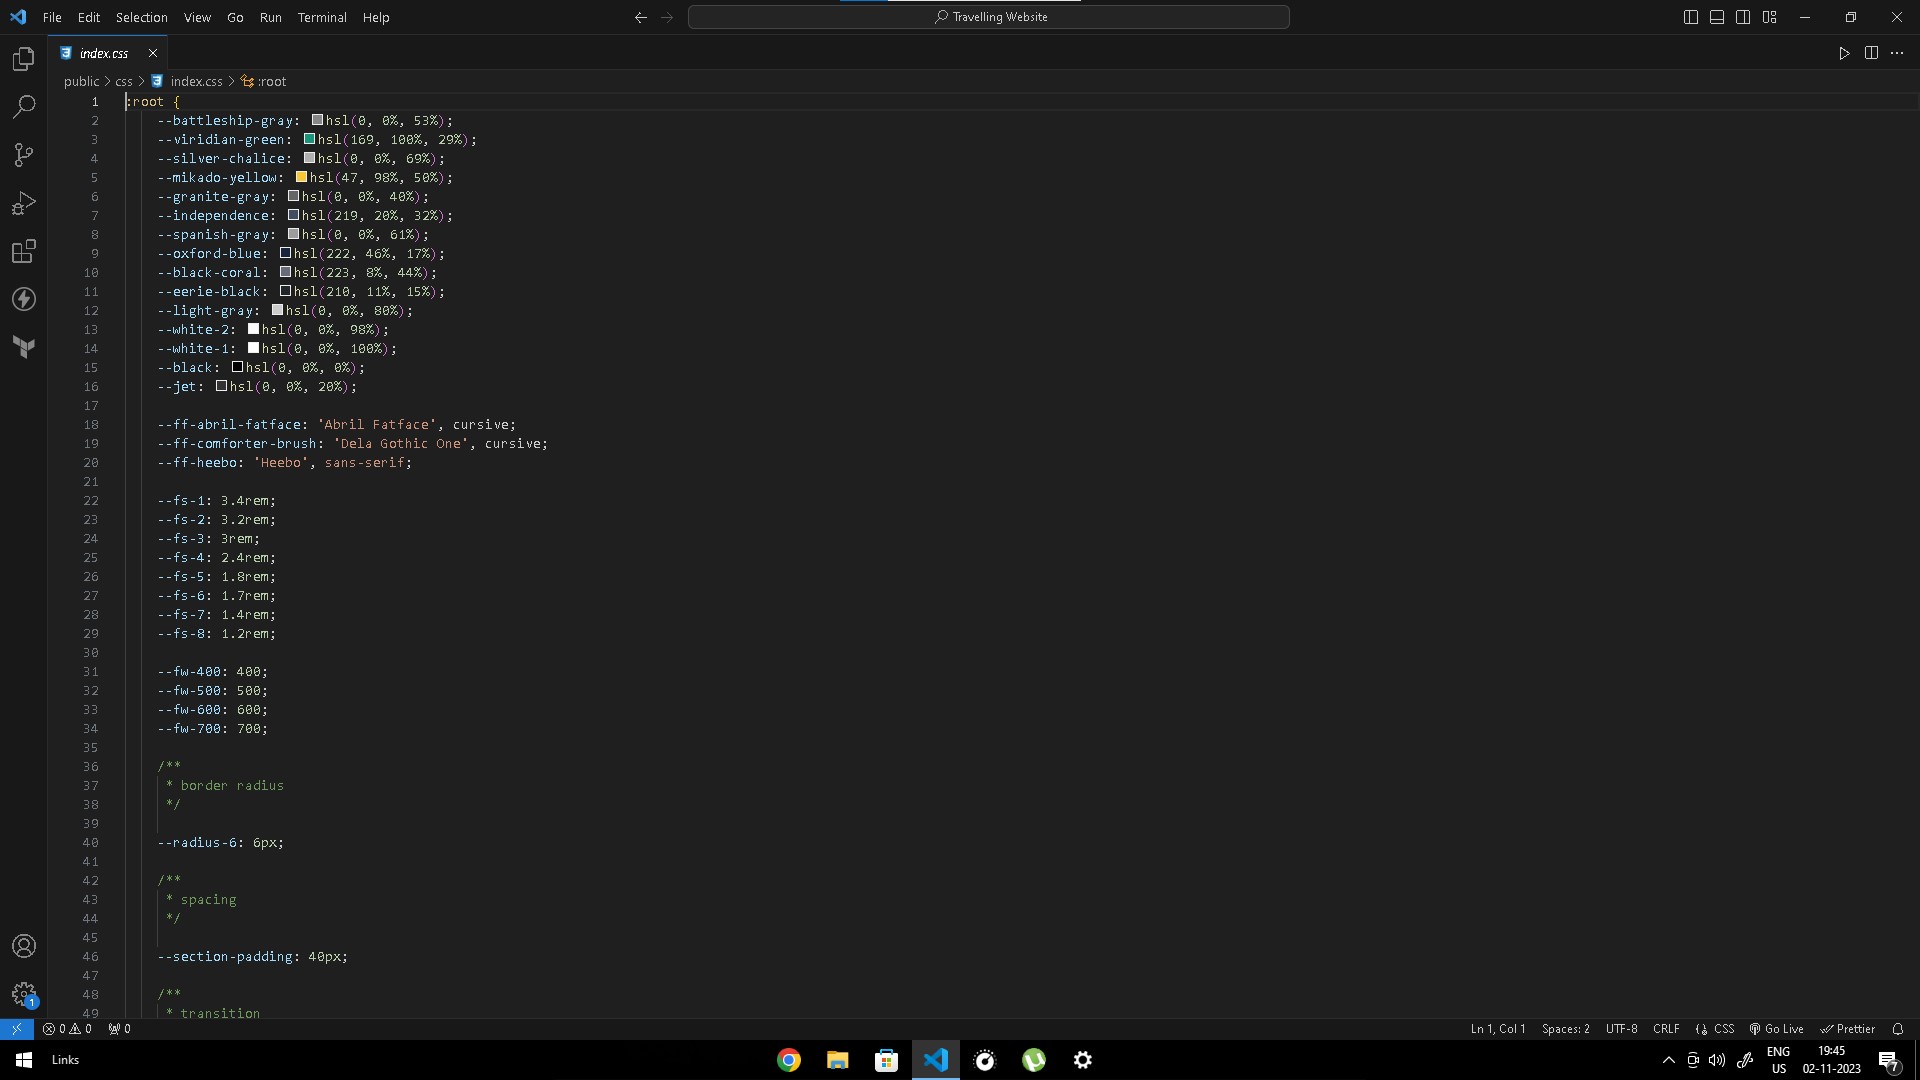 File Edit Selection View Go Run Terminal Help
Travelling Website
index.css
public > css > index.css > :root
1 :root {
2 --battleship-gray: hsl(0, 0%, 53%);
3 --viridian-green: hsl(169, 100%, 29%);
4 --silver-chalice: hsl(0, 0%, 69%);
5 --mikado-yellow: hsl(47, 98%, 50%);
6 --granite-gray: hsl(0, 0%, 40%);
7 --independence: hsl(219, 20%, 32%);
8 --spanish-gray: hsl(0, 0%, 61%);
9 --oxford-blue: hsl(222, 46%, 17%);
10 --black-coral: hsl(223, 8%, 44%);
11 --eerie-black: hsl(210, 11%, 15%);
12 --light-gray: hsl(0, 0%, 80%);
13 --white-2: hsl(0, 0%, 98%);
14 --white-1: hsl(0, 0%, 100%);
15 --black: hsl(0, 0%, 0%);
16 --jet: hsl(0, 0%, 20%);
17
18 --ff-abril-fatface: 'Abril Fatface', cursive;
19 --ff-comforter-brush: 'Dela Gothic One', cursive;
20 --ff-heebo: 'Heebo', sans-serif;
21
22 --fs-1: 3.4rem;
23 --fs-2: 3.2rem;
24 --fs-3: 3rem;
25 --fs-4: 2.4rem;
26 --fs-5: 1.8rem;
27 --fs-6: 1.7rem;
28 --fs-7: 1.4rem;
29 --fs-8: 1.2rem;
30
31 --fw-400: 400;
32 --fw-500: 500;
33 --fw-600: 600;
34 --fw-700: 700;
35
36 /**
37 * border radius
38 */
39
40 --radius-6: 6px;
41
42 /**
43 * spacing
44 */
45
46 --section-padding: 40px;
47
48 /**
49 * transition
1
0 0 0 Ln 1, Col 1 Spaces: 2 UTF-8 CRLF CSS Go Live Prettier
Links ENG 19:45
US 02-11-2023 7